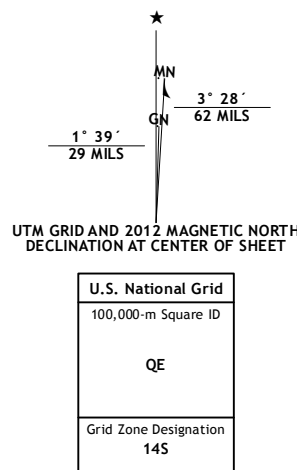 ★
MN
3° 28´
62 MILS
GN
1° 39´
29 MILS
UTM GRID AND 2012 MAGNETIC NORTH
DECLINATION AT CENTER OF SHEET
U.S. National Grid
100,000-m Square ID
QE
Grid Zone Designation
14S